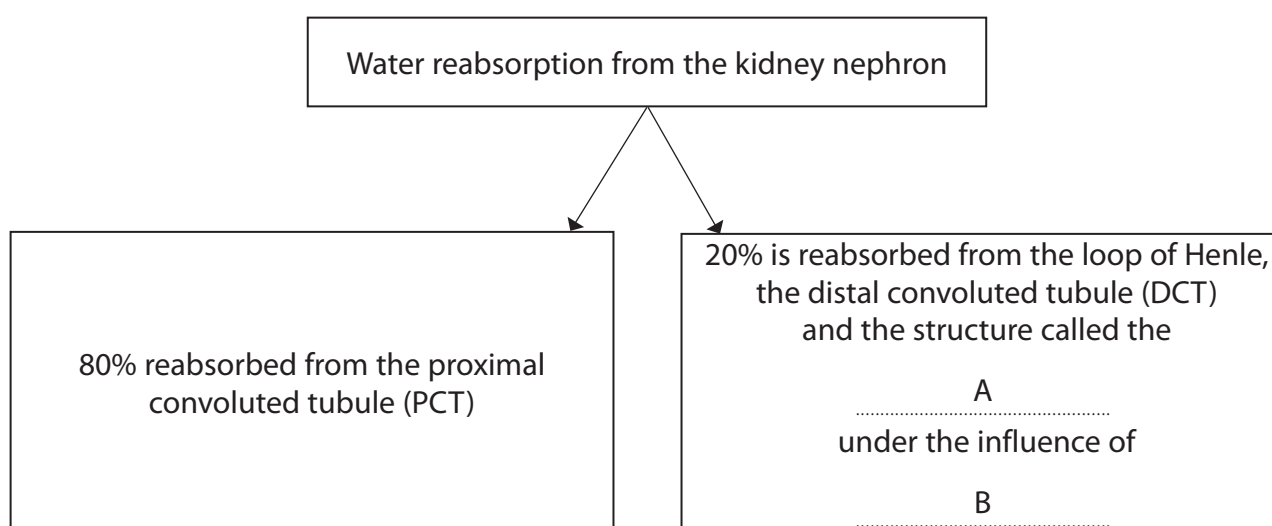 Water reabsorption from the kidney nephron
80% reabsorbed from the proximal
convoluted tubule (PCT)
20% is reabsorbed from the loop of Henle,
the distal convoluted tubule (DCT)
and the structure called the
A
under the influence of
B